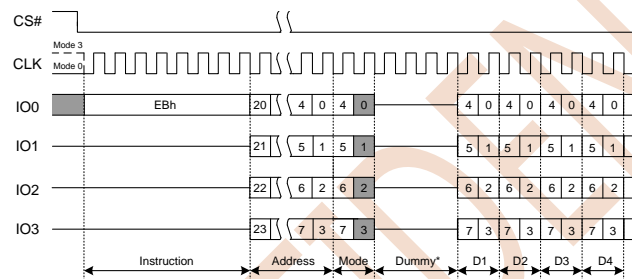 CS#
Mode 3
CLK Mode 0
IO0 EBh 20 4 0 4 0 4 0 4 0 4 0 4 0
IO1 21 5 1 5 1 5 1 5 1 5 1 5 1
IO2 22 6 2 6 2 6 2 6 2 6 2 6 2
IO3 23 7 3 7 3 7 3 7 3 7 3 7 3
Instruction Address Mode Dummy* D1 D2 D3 D4